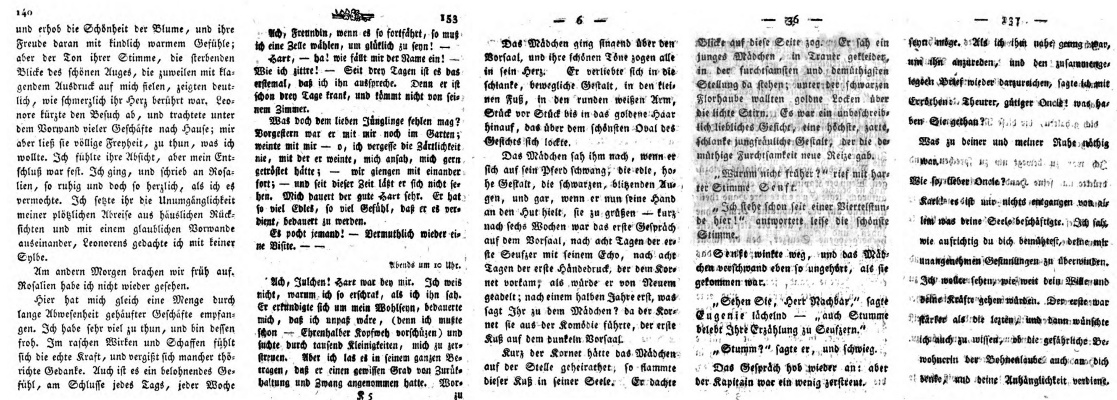 140
und erhob die Schönheit der Blume, und ihre
Freude daran mit kindlich warmem Gefühle;
aber der Ton ihrer Stimme, die sterbenden
Blicke des schönen Auges, die zuweilen mit kla-
gendem Ausdruck auf mich fielen, zeigten deut-
lich, wie schmerzlich ihr Herz berührt war. Leo-
nore kürzte den Besuch ab, und trachtete unter
dem Vorwand vieler Geschäfte nach Hause; mir
aber ließ sie völlige Freyheit, zu thun, was ich
wollte. Ich fühlte ihre Absicht, aber mein Ent-
schluß war fest. Ich ging, und schrieb an Rosa-
lien, so ruhig und doch so herzlich, als ich es
vermochte. Ich setzte ihr die Unumgänglichkeit
meiner plötzlichen Abreise aus häuslichen Rück-
sichten und mit einem glaublichen Vorwande
auseinander, Leonorens gedachte ich mit keiner
Sylbe.
Am andern Morgen brachen wir früh auf.
Rosalien habe ich nicht wieder gesehen.
Hier hat mich gleich eine Menge durch
lange Abwesenheit gehäufter Geschäfte empfan-
gen. Ich habe sehr viel zu thun, und bin dessen
froh. Im raschen Wirken und Schaffen fühlt
sich die echte Kraft, und vergißt sich mancher thö-
richte Gedanke. Auch ist es ein belohnendes Ge-
fühl, am Schlusse jedes Tags, jeder Woche
153
Ach, Freundin, wenn es so fortfährt, so muß
ich eine Zelle wählen, um glüklich zu seyn! —
Hart, — ha! wie fällt mir der Name ein! —
Wie ich zittre! — Seit drey Tagen ist es das
erstemal, daß ich ihn ausspreche. Denn er ist
schon drey Tage krank, und kömmt nicht von sei-
nem Zimmer.
Was doch dem lieben Jünglinge fehlen mag?
Vorgestern war er mit mir noch im Garten;
weinte mit mir — o, ich vergesse die Zärtlichkeit
nie, mit der er weinte, mich ansah, mich gern
getröstet hätte; — wir giengen mit einander
fort; — und seit dieser Zeit läßt er sich nicht se-
hen. Mich dauert der gute Hart sehr. Er hat
so viel Edles, so viel Gefühl, daß er es ver-
dient, bedauert zu werden.
Es pocht jemand! — Vermuthlich wieder ei-
ne Visite. — —
Abends um 10 Uhr.
Ach, Julchen! Hart war bey mir. Ich weis
nicht, warum ich so erschrak, als ich ihn sah.
Er erkundigte sich um mein Wohlseyn, bedauerte
mich, daß ich unpaß wäre, (denn ich mußte
schon — Ehrenhalber Kopfweh vorschützen) und
suchte durch tausend Kleinigkeiten, mich zu zer-
streuen. Aber ich las es in seinem ganzen Be-
tragen, daß er einen gewissen Grad von Zurük-
haltung und Zwang angenommen hatte. Wor-
K 5 zu
— 6 —
Das Mädchen ging singend über den
Vorsaal, und ihre schönen Töne zogen alle
in sein Herz. Er verliebte sich in die
schlanke, bewegliche Gestalt, in den klei-
nen Fuß, in den runden weißen Arm,
Stück vor Stück bis in das goldene Haar
hinauf, das über dem schönsten Oval des
Gesichts sich lockte.
Das Mädchen sah ihm nach, wenn er
sich auf sein Pferd schwang, die edle, ho-
he Gestalt, die schwarzen, blitzenden Au-
gen, und gar, wenn er nun seine Hand
an den Hut hielt, sie zu grüßen — kurz
nach sechs Wochen war das erste Gespräch
auf dem Vorsaal, nach acht Tagen der er-
ste Seufzer mit seinem Echo, nach acht
Tagen der erste Händedruck, der dem Kor-
net vorkam, als würde er von Neuem
geadelt; nach einem halben Jahre erst, was
sagt Ihr zu dem Mädchen? da der Kor-
net sie aus der Komödie führte, der erste
Kuß auf dem dunkeln Vorsaal.
Kurz der Kornet hätte das Mädchen
auf der Stelle geheirathet, so flammte
dieser Kuß in seiner Seele. Er dachte
— 36 —
Blicke auf diese Seite zog. Er sah ein
junges Mädchen, in Trauer gekleidet,
in der furchtsamsten und demüthigsten
Stellung da stehen; unter der schwarzen
Florhaube wallten goldne Locken über
die lichte Stirn. Es war ein unbeschreib-
lich liebliches Gesicht, eine höchste, zarte,
schlanke jungfräuliche Gestalt, der die de-
müthige Furchtsamkeit neue Reize gab.
„Warum nicht früher?“ rief mit har-
ter Stimme Senft.
„Ich stehe schon seit einer Viertelstun-
de hier!“ antwortete leise die schönste
Stimme.
Senft winkte weg, und das Mäd-
chen verschwand eben so ungehört, als sie
gekommen war.
„Sehen Sie, Herr Nachbar,“ sagte
Eugenie lächelnd — „auch Stumme
belebt Ihre Erzählung zu Seufzern.“
„Stumm?“ sagte er, und schwieg.
Das Gespräch hob wieder an: aber
der Kapitain war ein wenig zerstreut.
— 237 —
seyn möge. Als ich ihm nahe genug war,
um ihn anzureden, und den zusammenge-
legten Brief wieder darzureichen, sagte ich mit
Erröthen: Theurer, gütiger Oncle! was ha-
ben Sie gethan?
Was zu deiner und meiner Ruhe nöthig
war.
Wie so, lieber Oncle?
Karl! es ist mir nichts entgangen von al-
lem was deine Seele beschäftigte. Ich sah,
wie aufrichtig du dich bemühtest, deine mir
unangenehmen Gesinnungen zu überwinden.
Ich wollte sehen, wie weit dein Wille und
deine Kräfte gehen würden. Der erste war
stärker als die lezten, und dann wünschte
ich auch zu wissen, ob die gefährliche Be-
wohnerin der Bohnenlaube auch an dich
denke, und deine Anhänglichkeit verdiene.